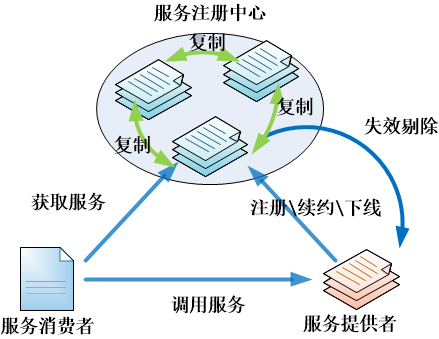 服务注册中心
复制
复制
复制
失效剔除
获取服务
注册\续约\下线
调用服务
服务消费者
服务提供者